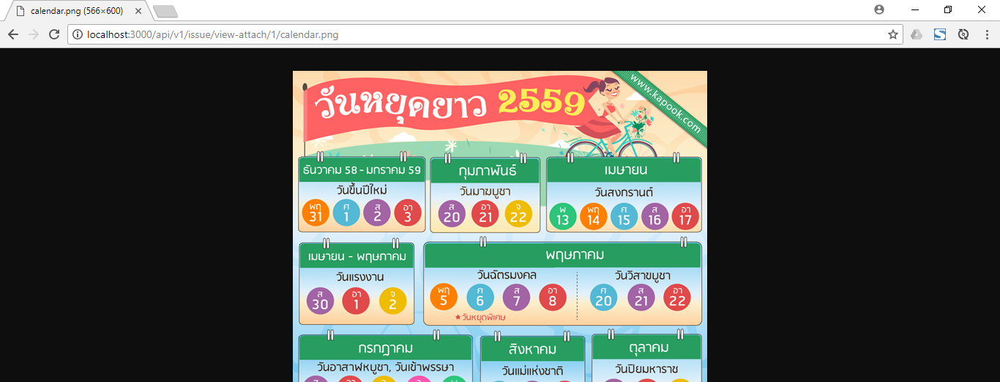 calendar.png (566×600)
localhost:3000/api/v1/issue/view-attach/1/calendar.png
www.kapook.com
วันหยุดยาว 2559
ธันวาคม 58 - มกราคม 59
วันขึ้นปีใหม่
พฤ ศ ส อา
31 1 2 3
กุมภาพันธ์
วันมาฆบูชา
ส อา จ
20 21 22
เมษายน
วันสงกรานต์
พ พฤ ศ ส อา
13 14 15 16 17
เมษายน - พฤษภาคม
วันแรงงาน
ส อา จ
30 1 2
พฤษภาคม
วันฉัตรมงคล
พฤ ศ ส อา
5 6 7 8
★วันหยุดพิเศษ
วันวิสาขบูชา
ศ ส อา
20 21 22
กรกฎาคม
วันอาสาฬหบูชา, วันเข้าพรรษา
สิงหาคม
วันแม่แห่งชาติ
ตุลาคม
วันปิยมหาราช